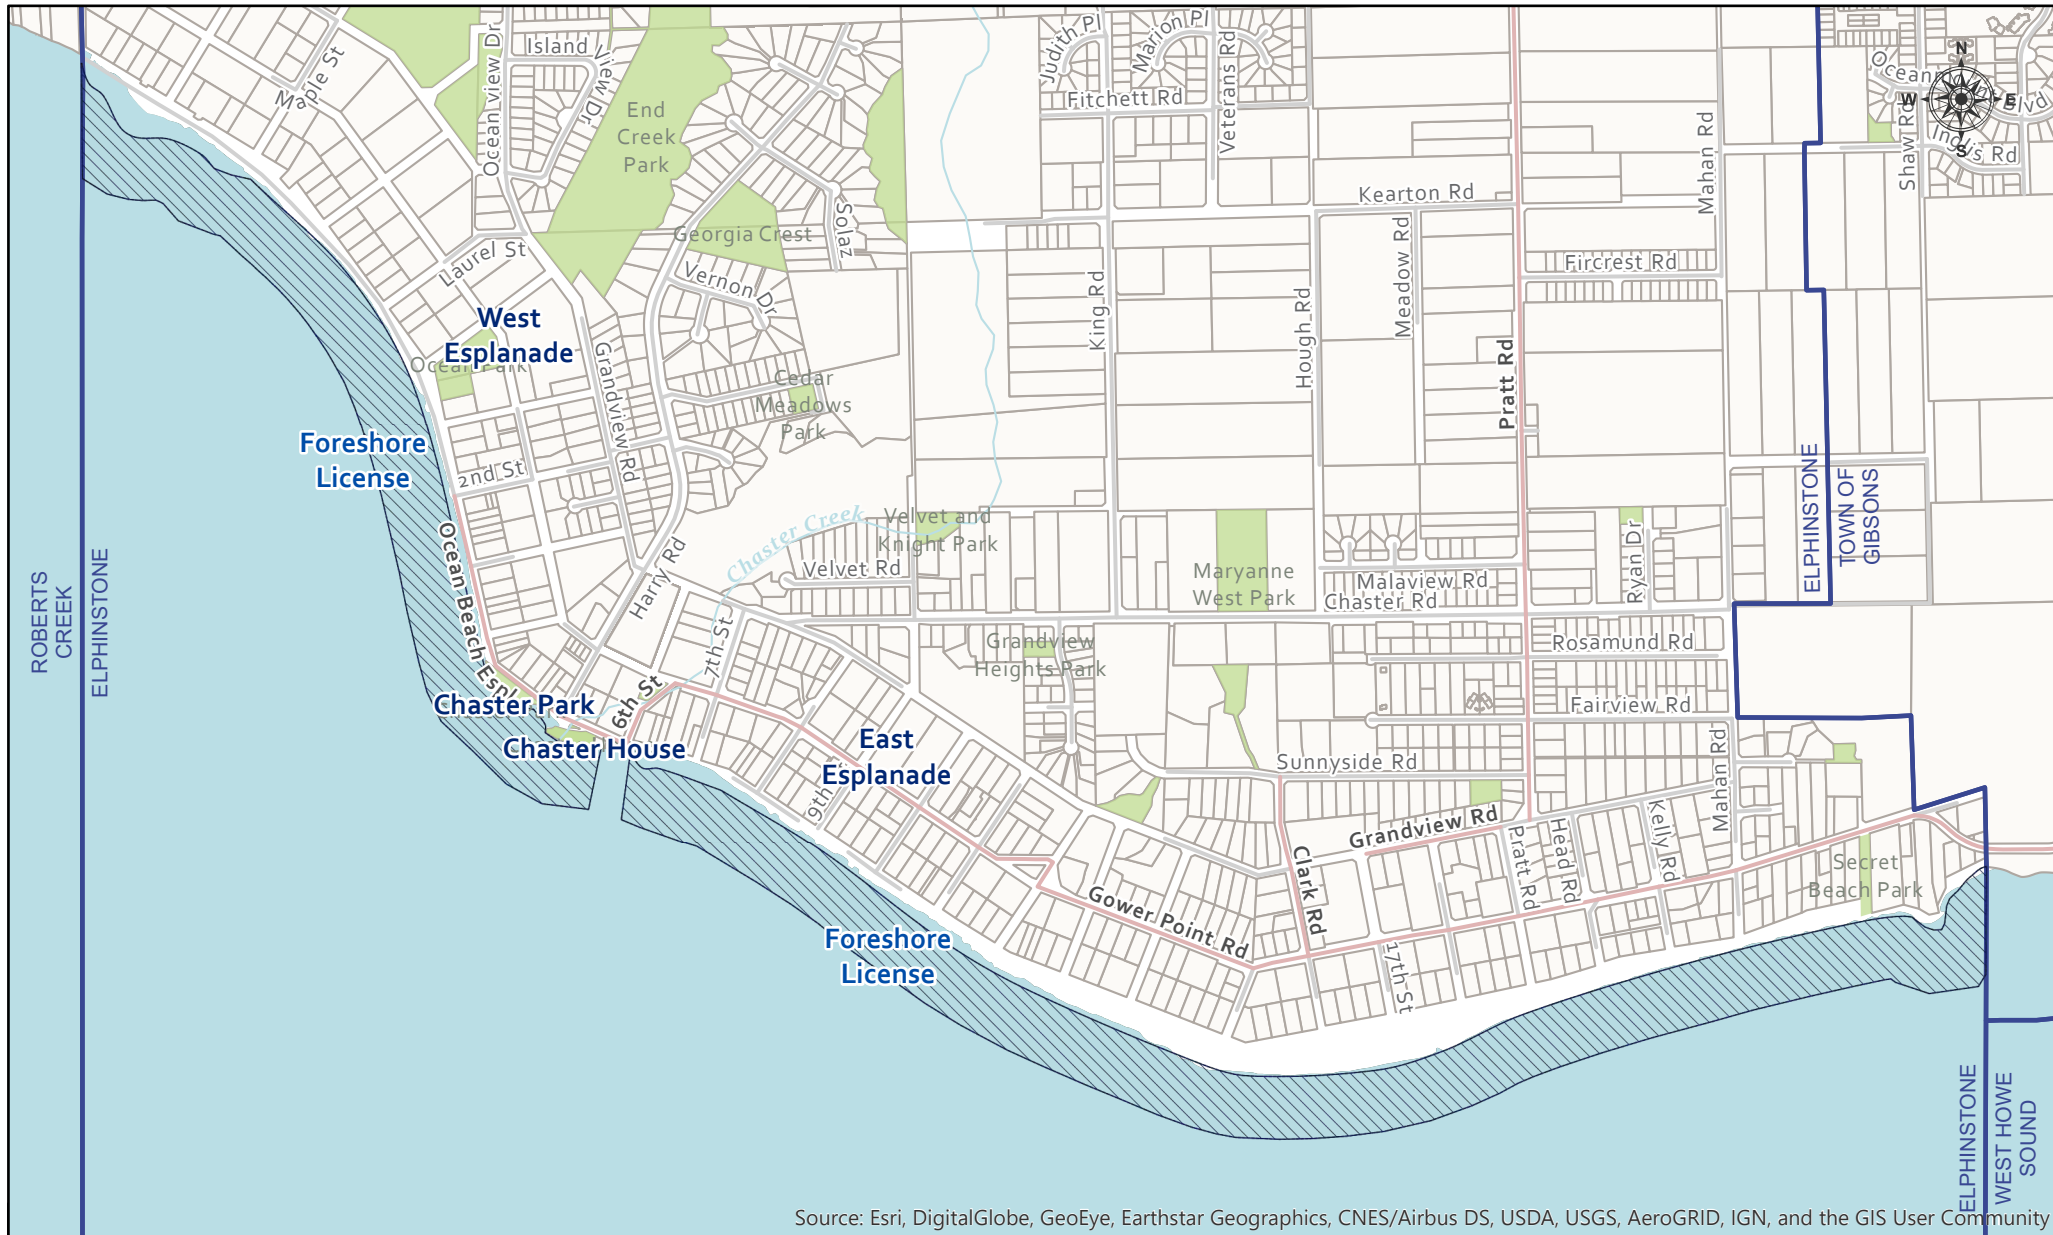 Maple St
Oceanview Dr
Island View Dr
End
Creek
Park
Judith Pl
Marion Pl
Veterans Rd
Fitchett Rd
Kearton Rd
Mahan Rd
Shaw Rd
Inglis Rd
N
W
E
S
Laurel St
Georgia Crest
Solaz
Vernon Dr
King Rd
Hough Rd
Meadow Rd
Pratt Rd
Fircrest Rd
West
Esplanade
Ocean Park
Grandview Rd
Cedar
Meadows
Park
Foreshore
License
2nd St
Ocean Beach Espl
Harry Rd
Chaster Creek
Velvet and
Knight Park
Velvet Rd
Maryanne
West Park
Malaview Rd
Chaster Rd
Ryan Dr
ELPHINSTONE
TOWN OF
GIBSONS
ROBERTS
CREEK
ELPHINSTONE
7th St
6th St
Grandview
Heights Park
Rosamund Rd
Fairview Rd
Chaster Park
Chaster House
East
Esplanade
9th
Sunnyside Rd
Mahan Rd
Grandview Rd
Clark Rd
Pratt Rd
Head Rd
Kelly Rd
Secret
Beach Park
Gower Point Rd
17th St
Foreshore
License
ELPHINSTONE
WEST HOWE
SOUND
Source: Esri, DigitalGlobe, GeoEye, Earthstar Geographics, CNES/Airbus DS, USDA, USGS, AeroGRID, IGN, and the GIS User Community